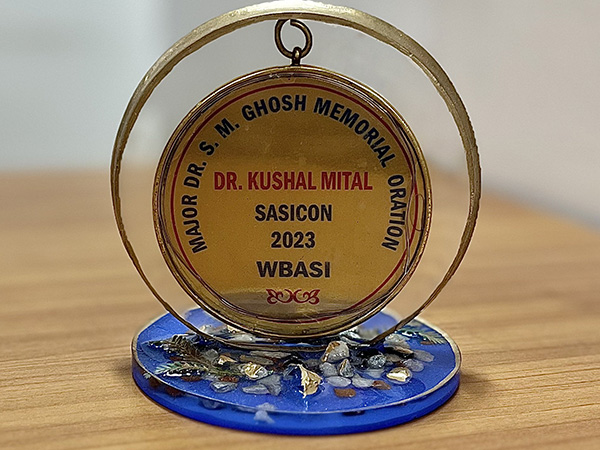 MAJOR DR. S. M. GHOSH MEMORIAL ORATION
DR. KUSHAL MITAL
SASICON
2023
WBASI